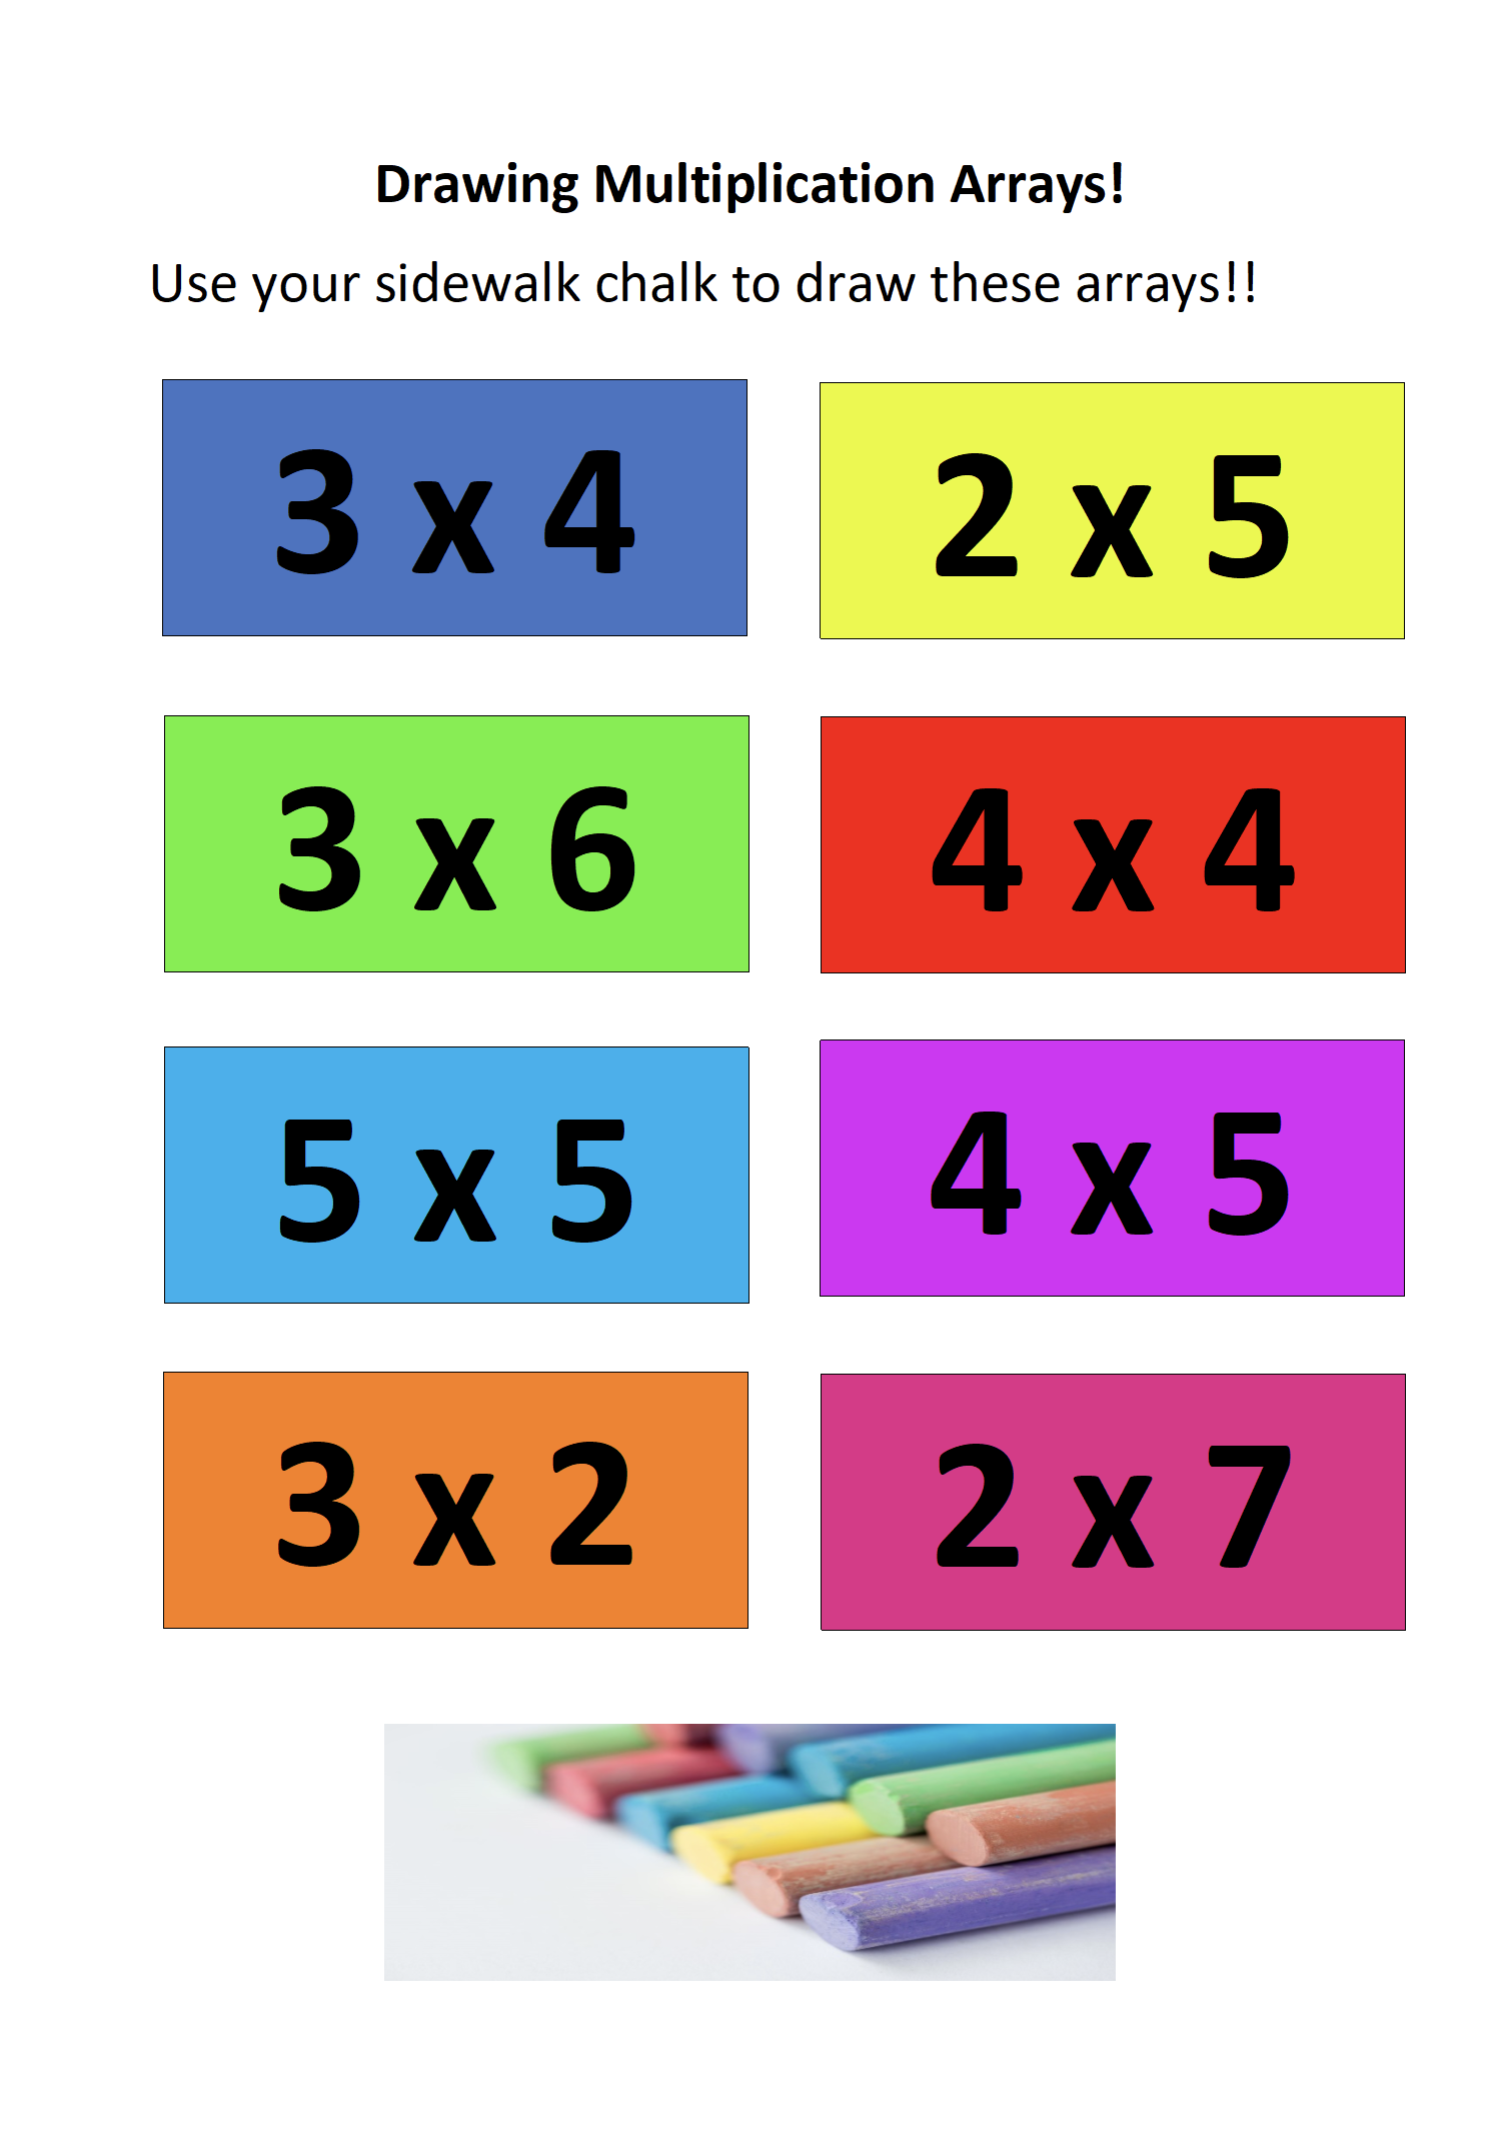 Drawing Multiplication Arrays!
Use your sidewalk chalk to draw these arrays!!
3 x 4
2 x 5
3 x 6
4 x 4
5 x 5
4 x 5
3 x 2
2 x 7